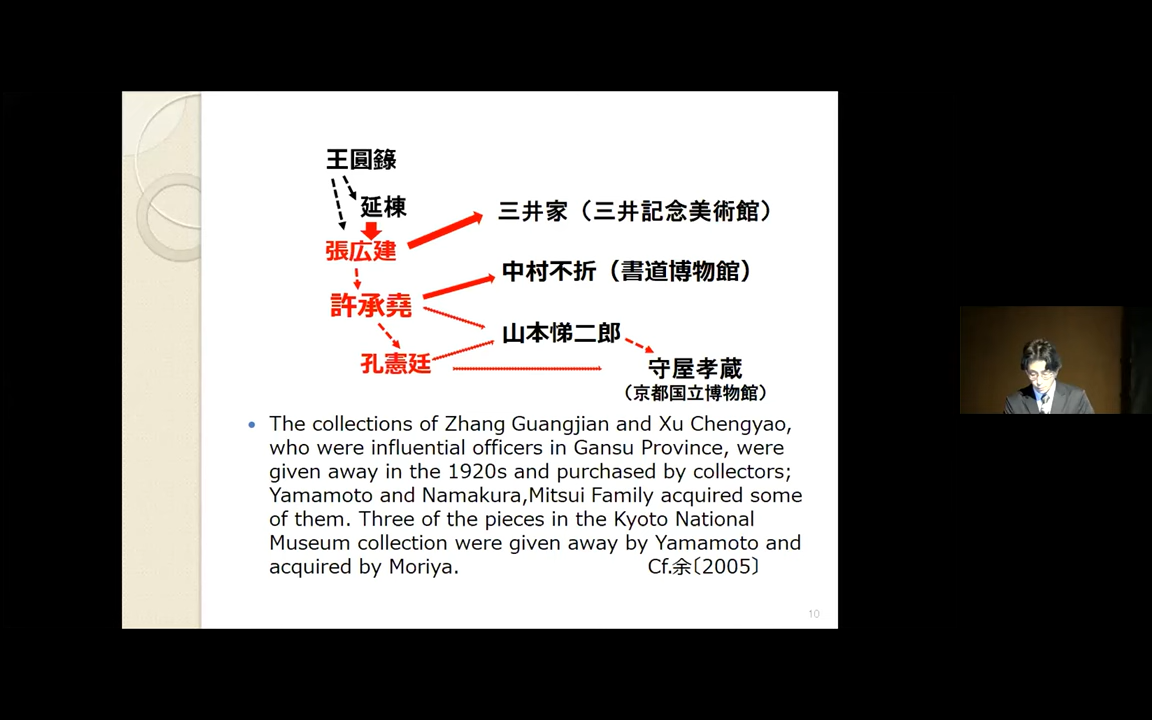 王圓籙
延棟
三井家（三井記念美術館）
張広建
中村不折（書道博物館）
許承堯
山本悌二郎
孔憲廷
守屋孝蔵
（京都国立博物館）
• The collections of Zhang Guangjian and Xu Chengyao,
who were influential officers in Gansu Province, were
given away in the 1920s and purchased by collectors;
Yamamoto and Namakura,Mitsui Family acquired some
of them. Three of the pieces in the Kyoto National
Museum collection were given away by Yamamoto and
acquired by Moriya. Cf.余〔2005〕
10